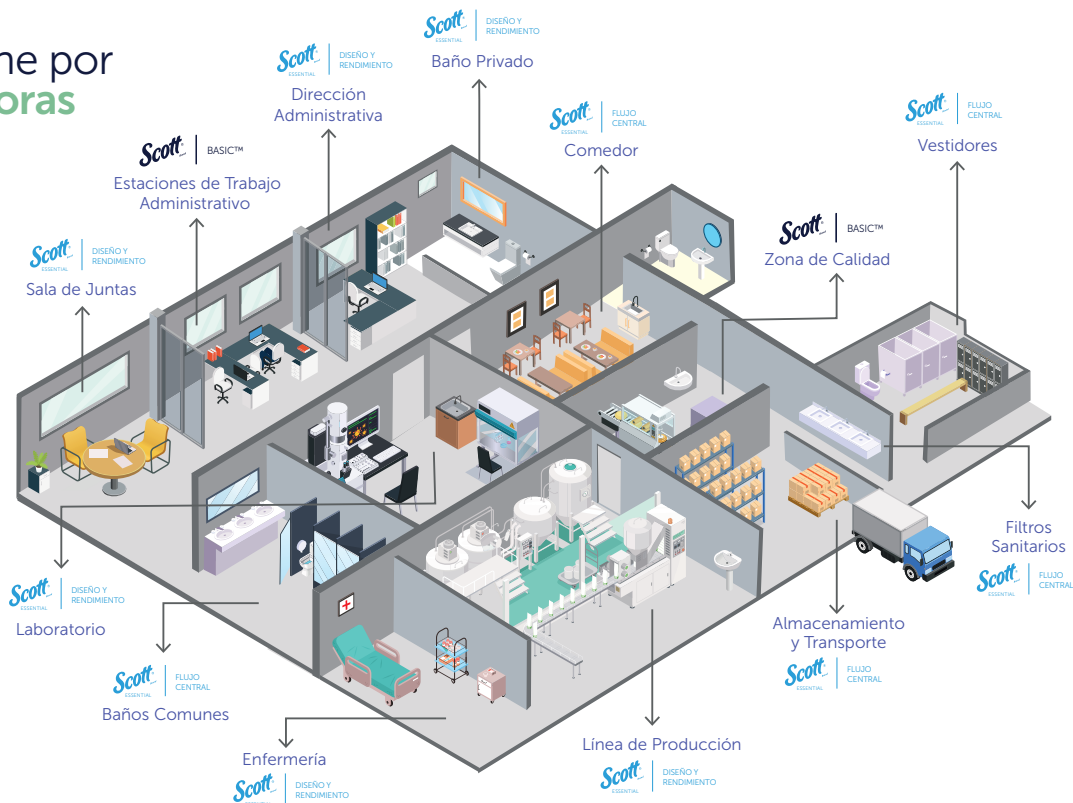 Scott
ESSENTIAL
DISEÑO Y
RENDIMIENTO
Baño Privado
ne por
oras
Scott
ESSENTIAL
DISEÑO Y
RENDIMIENTO
Dirección
Administrativa
Scott
ESSENTIAL
FLUJO
CENTRAL
Comedor
Scott
ESSENTIAL
FLUJO
CENTRAL
Vestidores
Scott
BASIC™
Estaciones de Trabajo
Administrativo
Scott
BASIC™
Zona de Calidad
Scott
ESSENTIAL
DISEÑO Y
RENDIMIENTO
Sala de Juntas
Filtros
Sanitarios
Scott
ESSENTIAL
FLUJO
CENTRAL
Scott
ESSENTIAL
DISEÑO Y
RENDIMIENTO
Laboratorio
Almacenamiento
y Transporte
Scott
ESSENTIAL
FLUJO
CENTRAL
Scott
ESSENTIAL
FLUJO
CENTRAL
Baños Comunes
Enfermería
Scott
ESSENTIAL
DISEÑO Y
RENDIMIENTO
Línea de Producción
Scott
ESSENTIAL
DISEÑO Y
RENDIMIENTO